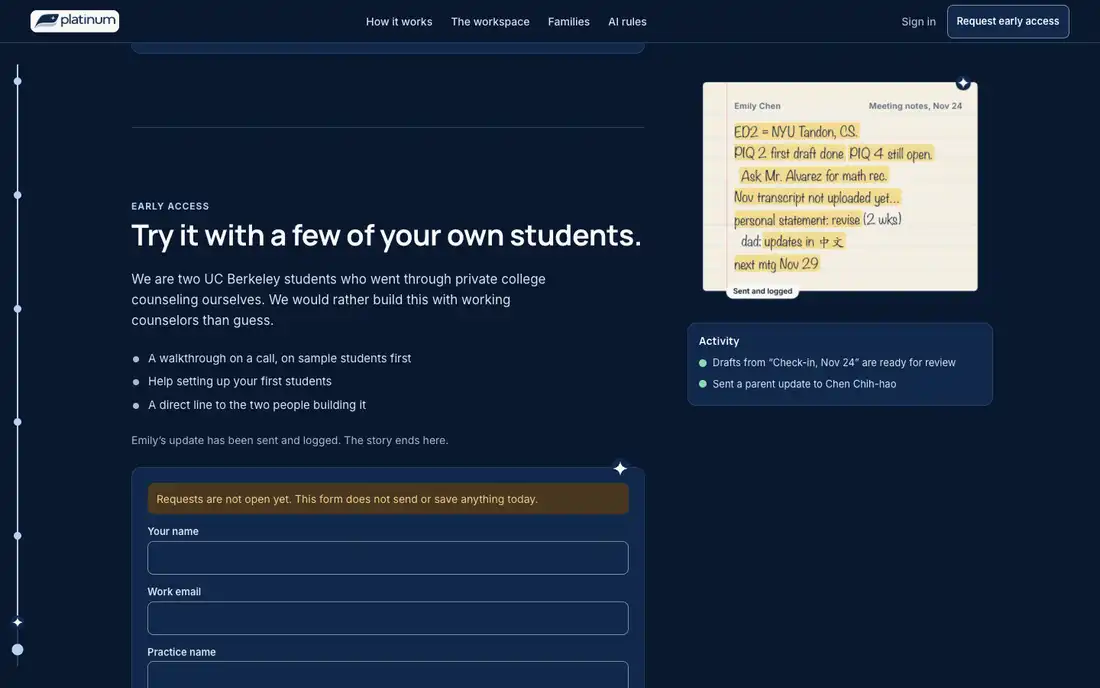 platinum
How it works
The workspace
Families
AI rules
Sign in
Request early access
EARLY ACCESS
Try it with a few of your own students.
We are two UC Berkeley students who went through private college
counseling ourselves. We would rather build this with working
counselors than guess.
A walkthrough on a call, on sample students first
Help setting up your first students
A direct line to the two people building it
Emily’s update has been sent and logged. The story ends here.
Requests are not open yet. This form does not send or save anything today.
Your name
Work email
Practice name
Emily Chen
Meeting notes, Nov 24
ED2 = NYU Tandon, CS.
PIQ 2 first draft done PIQ 4 still open.
Ask Mr. Alvarez for math rec.
Nov transcript not uploaded yet...
personal statement: revise (2 wks)
dad: updates in 中文
next mtg Nov 29
Sent and logged
Activity
Drafts from “Check-in, Nov 24” are ready for review
Sent a parent update to Chen Chih-hao